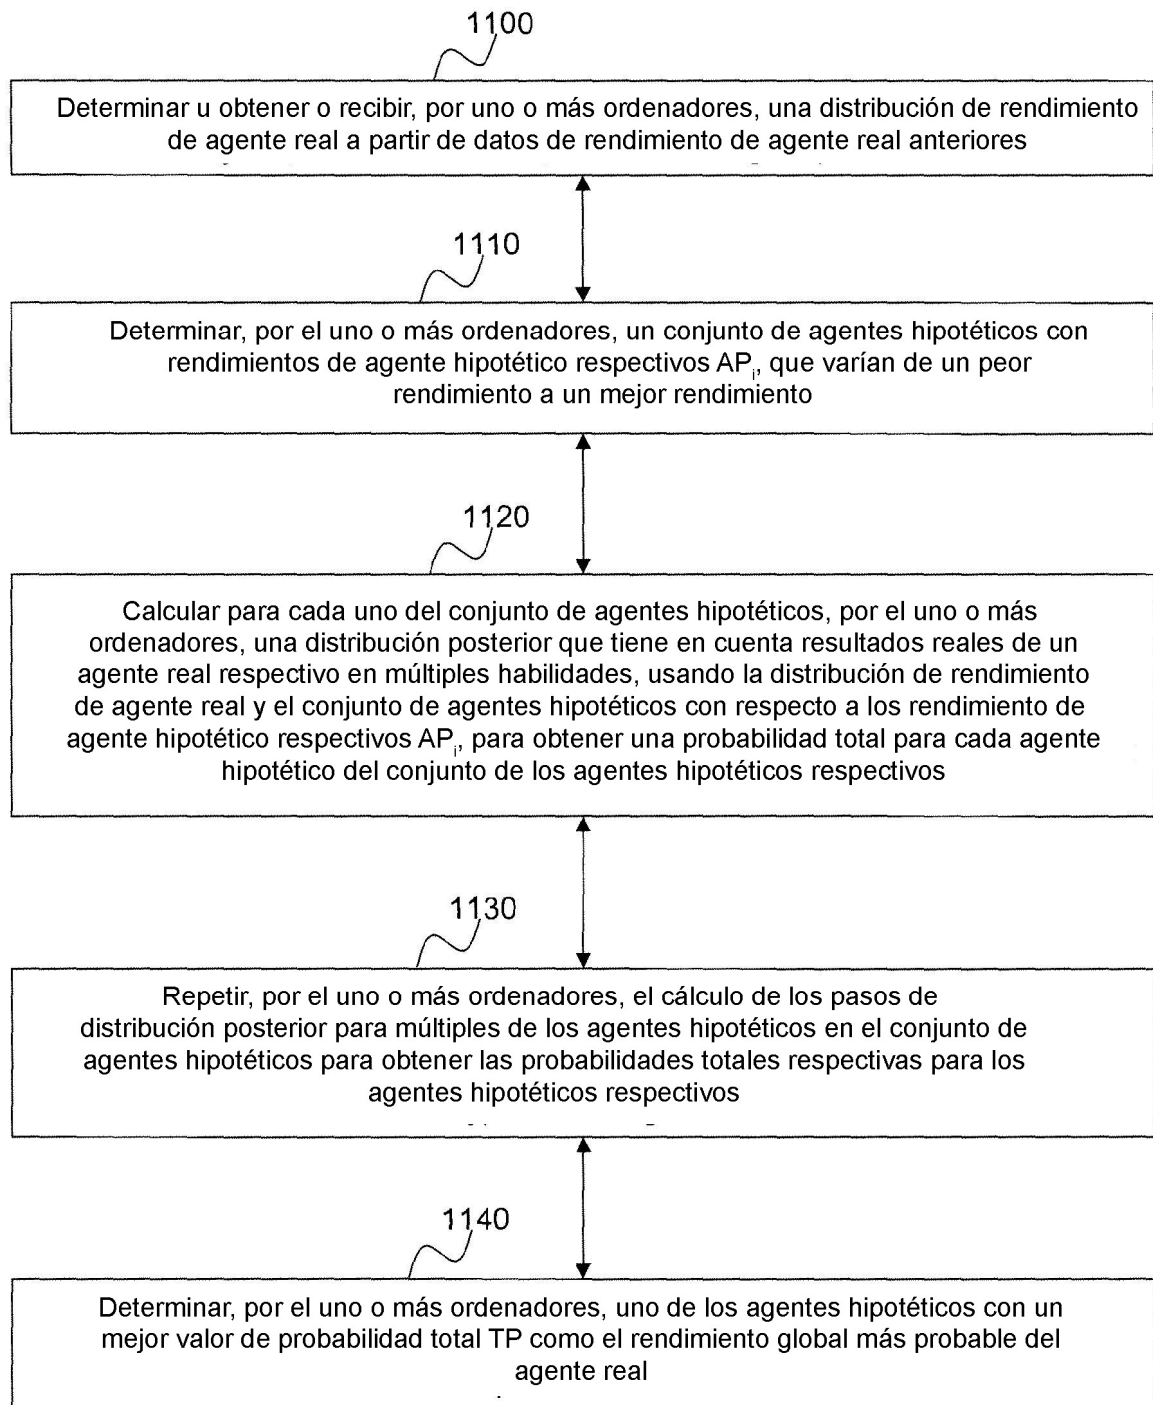 1100
Determinar u obtener o recibir, por uno o más ordenadores, una distribución de rendimiento
de agente real a partir de datos de rendimiento de agente real anteriores
1110
Determinar, por el uno o más ordenadores, un conjunto de agentes hipotéticos con
rendimientos de agente hipotético respectivos APi, que varían de un peor
rendimiento a un mejor rendimiento
1120
Calcular para cada uno del conjunto de agentes hipotéticos, por el uno o más
ordenadores, una distribución posterior que tiene en cuenta resultados reales de un
agente real respectivo en múltiples habilidades, usando la distribución de rendimiento
de agente real y el conjunto de agentes hipotéticos con respecto a los rendimiento de
agente hipotético respectivos APi, para obtener una probabilidad total para cada agente
hipotético del conjunto de los agentes hipotéticos respectivos
1130
Repetir, por el uno o más ordenadores, el cálculo de los pasos de
distribución posterior para múltiples de los agentes hipotéticos en el conjunto de
agentes hipotéticos para obtener las probabilidades totales respectivas para los
agentes hipotéticos respectivos
1140
Determinar, por el uno o más ordenadores, uno de los agentes hipotéticos con un
mejor valor de probabilidad total TP como el rendimiento global más probable del
agente real